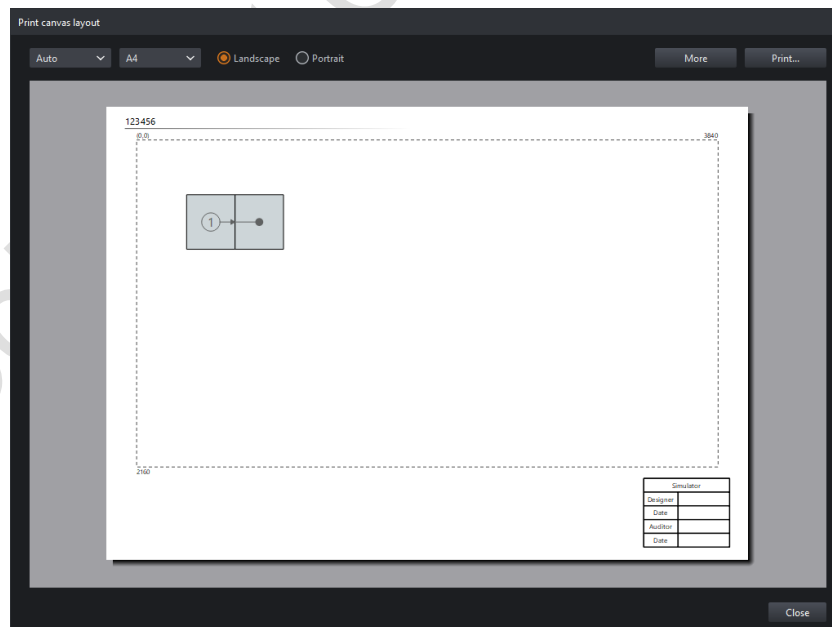 Print canvas layout
Auto A4 Landscape Portrait More Print...
123456
(0,0) 3840
1
2160
Simulator
Designer
Date
Auditor
Date
Close